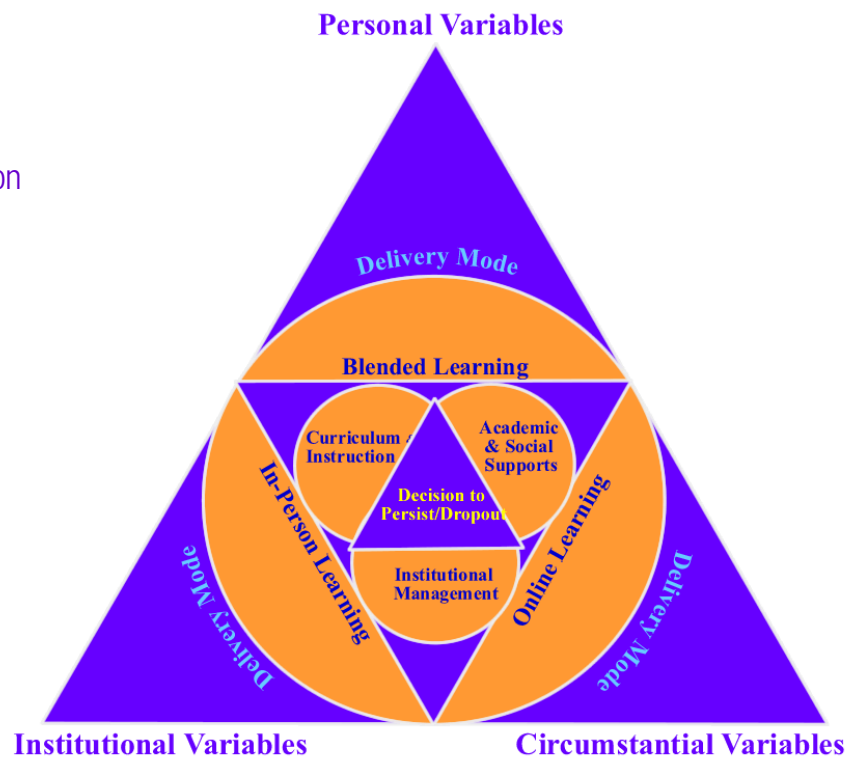 Personal Variables
on
Delivery Mode
Blended Learning
Curriculum
Instruction
Academic
& Social
Supports
In-Person Learning
Decision to
Persist/Dropout
Online Learning
Institutional
Management
Delivery Mode
Delivery Mode
Institutional Variables
Circumstantial Variables